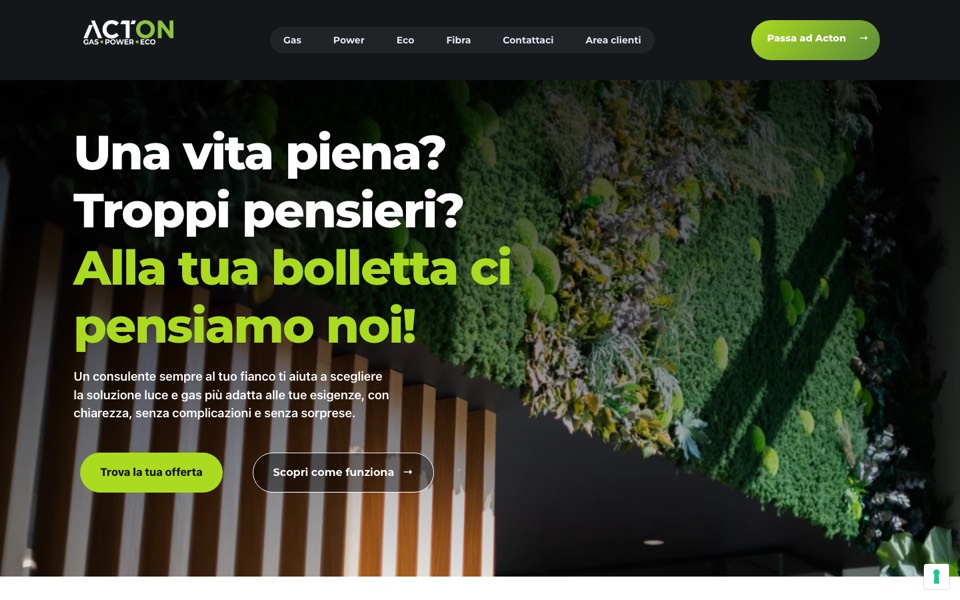 ACTON
GAS•POWER•ECO
Gas
Power
Eco
Fibra
Contattaci
Area clienti
Passa ad Acton →
Una vita piena?
Troppi pensieri?
Alla tua bolletta ci
pensiamo noi!
Un consulente sempre al tuo fianco ti aiuta a scegliere
la soluzione luce e gas più adatta alle tue esigenze, con
chiarezza, senza complicazioni e senza sorprese.
Trova la tua offerta
Scopri come funziona →